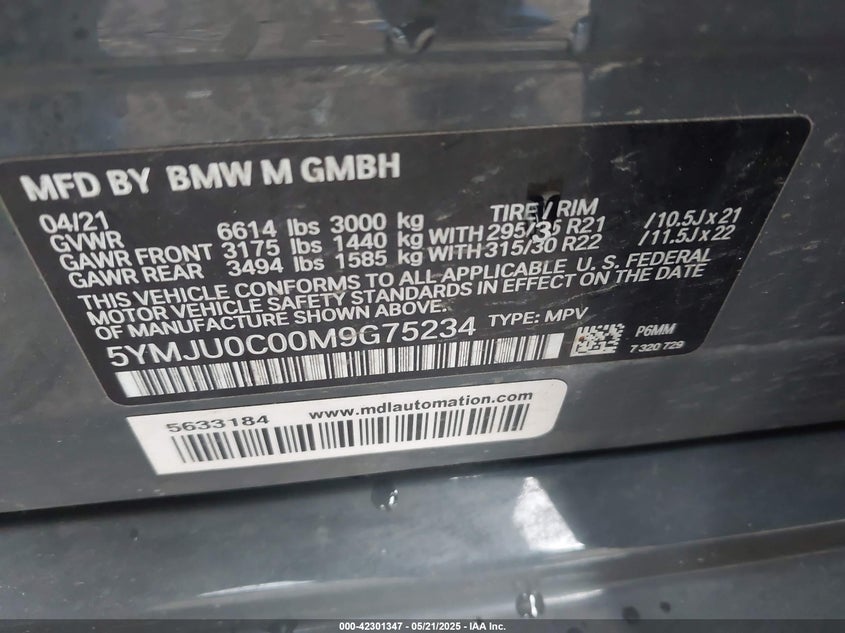 MFD BY BMW M GMBH
04/21 TIRE / RIM
GVWR 6614 lbs 3000 kg
GAWR FRONT 3175 lbs 1440 kg WITH 295/35 R21 /10.5J x 21
GAWR REAR 3494 lbs 1585 kg WITH 315/30 R22 /11.5J x 22
THIS VEHICLE CONFORMS TO ALL APPLICABLE U. S. FEDERAL
MOTOR VEHICLE SAFETY STANDARDS IN EFFECT ON THE DATE
OF MANUFACTURE SHOWN ABOVE.
5YMJU0C00M9G75234 TYPE: MPV
P6MM
7 320 729
5633184 www.mdlautomation.com
000-42301347 - 05/21/2025 - IAA Inc.